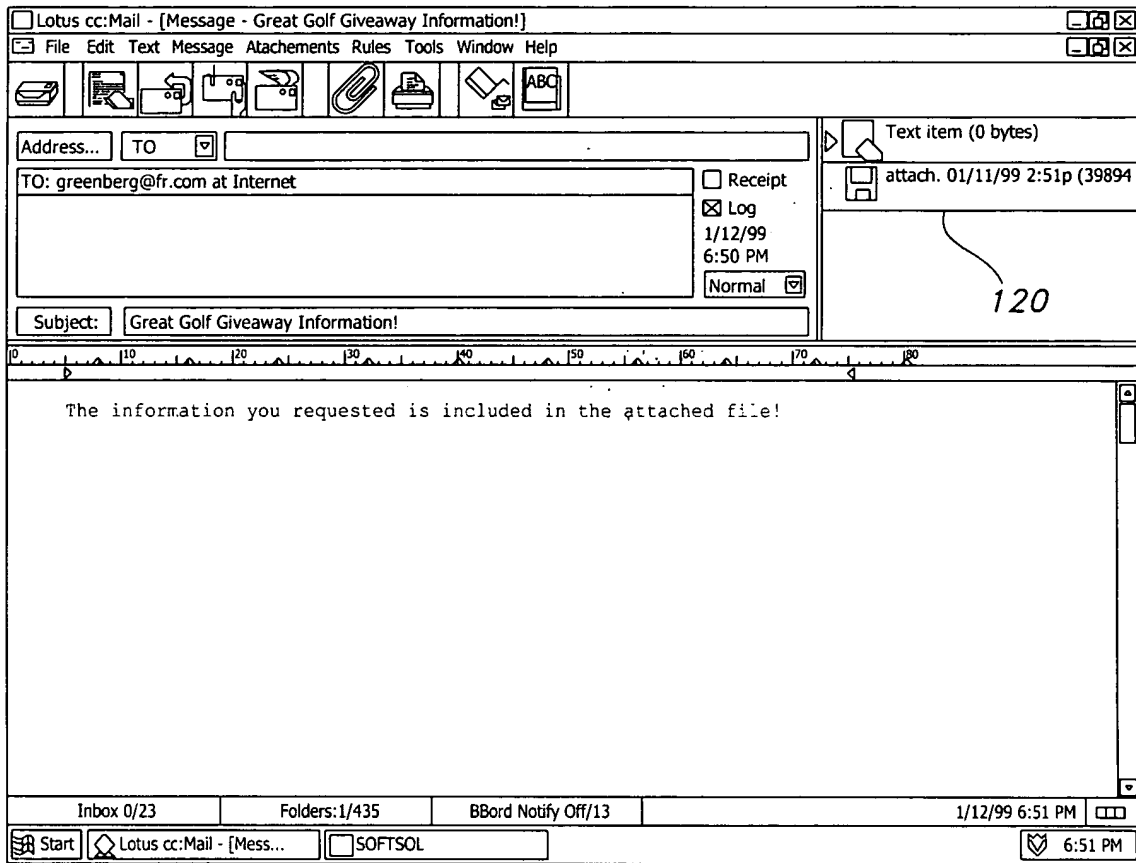 Lotus cc:Mail - [Message - Great Golf Giveaway Information!]
File Edit Text Message Atachements Rules Tools Window Help
ABC
Address... TO
Text item (0 bytes)
TO: greenberg@fr.com at Internet
Receipt
attach. 01/11/99 2:51p (39894
Log
1/12/99
6:50 PM
Normal
120
Subject: Great Golf Giveaway Information!
0 10 20 30 40 50 60 70 80
The information you requested is included in the attached file!
Inbox 0/23 Folders:1/435 BBord Notify Off/13 1/12/99 6:51 PM
Start Lotus cc:Mail - [Mess... SOFTSOL 6:51 PM